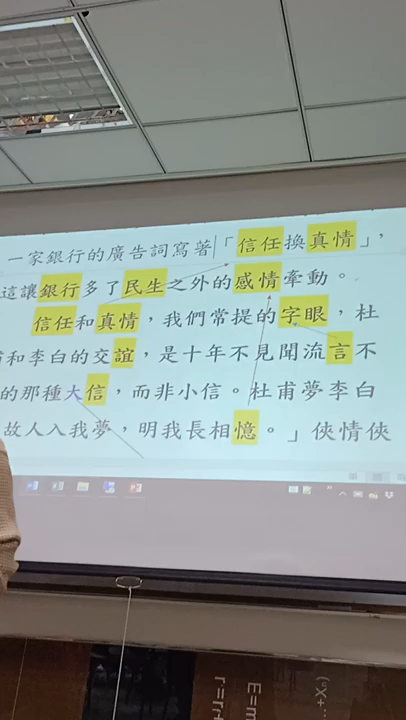 一家銀行的廣告詞寫著「信任換真情」,
這讓銀行多了民生之外的感情牽動。
信任和真情,我們常提的字眼,杜
和李白的交誼,是十年不見聞流言不
的那種大信,而非小信。杜甫夢李白
故人入我夢,明我長相憶。」俠情俠
E=m
r=r
(X